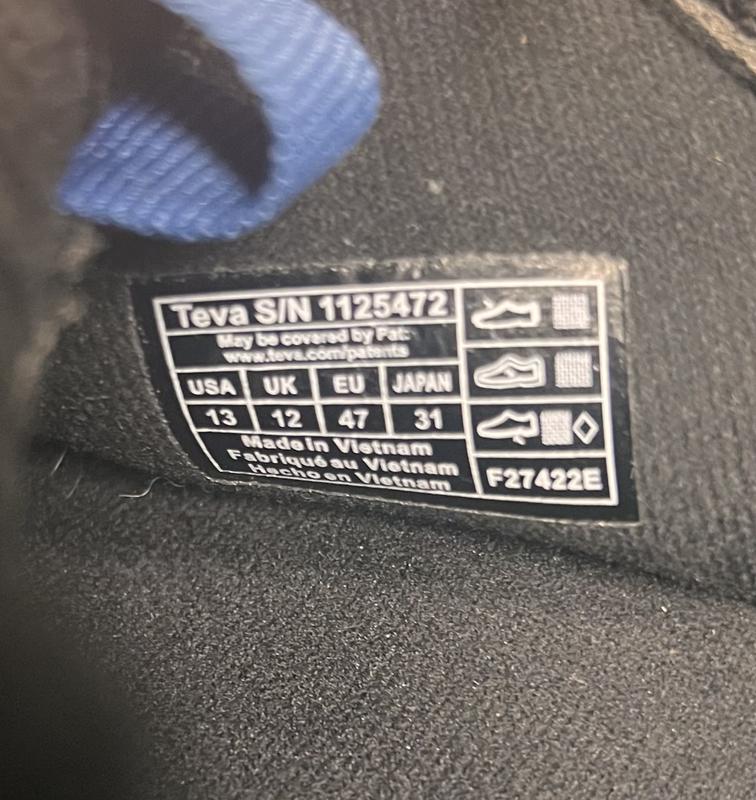 Teva S/N 1125472
May be covered by Pat:
www.teva.com/patents
USA UK EU JAPAN
13 12 47 31
Made in Vietnam
Fabriqué au Vietnam
Hecho en Vietnam
F27422E